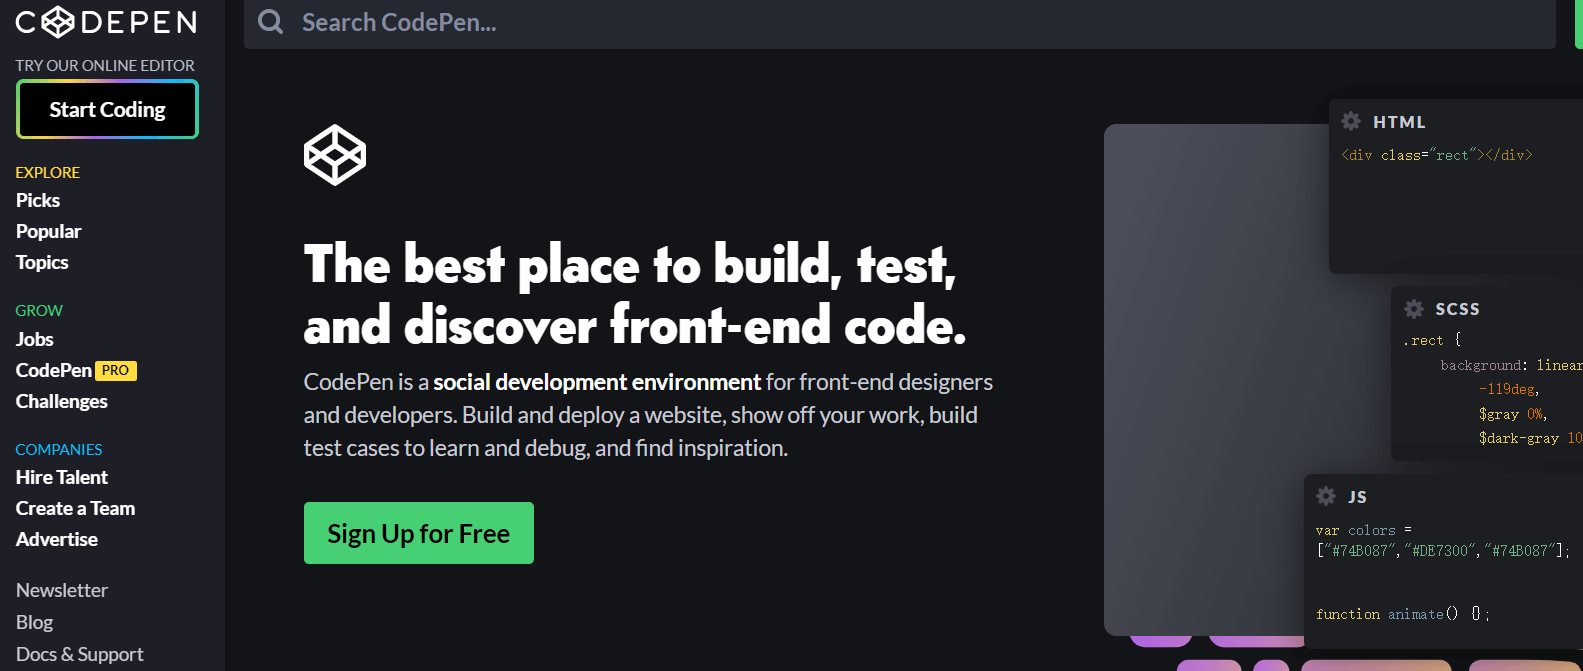 CODEPEN
TRY OUR ONLINE EDITOR
Start Coding
EXPLORE
Picks
Popular
Topics
GROW
Jobs
CodePen PRO
Challenges
COMPANIES
Hire Talent
Create a Team
Advertise
Newsletter
Blog
Docs & Support
Search CodePen...
The best place to build, test,
and discover front-end code.
CodePen is a social development environment for front-end designers
and developers. Build and deploy a website, show off your work, build
test cases to learn and debug, and find inspiration.
Sign Up for Free
HTML
<div class="rect"></div>
SCSS
.rect {
background: linear
-119deg,
$gray 0%,
$dark-gray 10
JS
var colors =
["#74B087","#DE7300","#74B087"];
function animate() {};